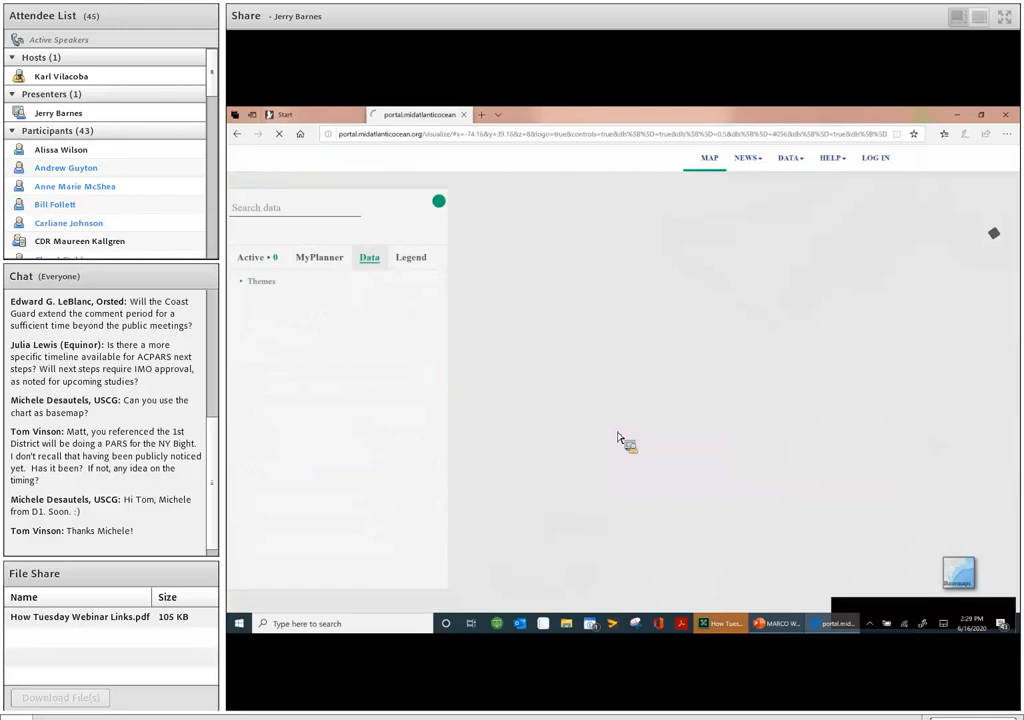 Attendee List (45)
Active Speakers
Hosts (1)
Karl Vilacoba
Presenters (1)
Jerry Barnes
Participants (43)
Alissa Wilson
Andrew Guyton
Anne Marie McShea
Bill Follett
Carliane Johnson
CDR Maureen Kallgren
Chat (Everyone)
Edward G. LeBlanc, Orsted: Will the Coast
Guard extend the comment period for a
sufficient time beyond the public meetings?
Julia Lewis (Equinor): Is there a more
specific timeline available for ACPARS next
steps? Will next steps require IMO approval,
as noted for upcoming studies?
Michele Desautels, USCG: Can you use the
chart as basemap?
Tom Vinson: Matt, you referenced the 1st
District will be doing a PARS for the NY Bight.
I don't recall that having been publicly noticed
yet. Has it been? If not, any idea on the
timing?
Michele Desautels, USCG: Hi Tom, Michele
from D1. Soon. :)
Tom Vinson: Thanks Michele!
File Share
Name Size
How Tuesday Webinar Links.pdf 105 KB
Download File(s)
Share - Jerry Barnes
Start
portal.midatlanticocean
MAP NEWS DATA HELP LOG IN
Search data
Active • 0 MyPlanner Data Legend
Themes
Type here to search
How Tues...
MARCO W...
portal.mid...
2:29 PM
6/16/2020